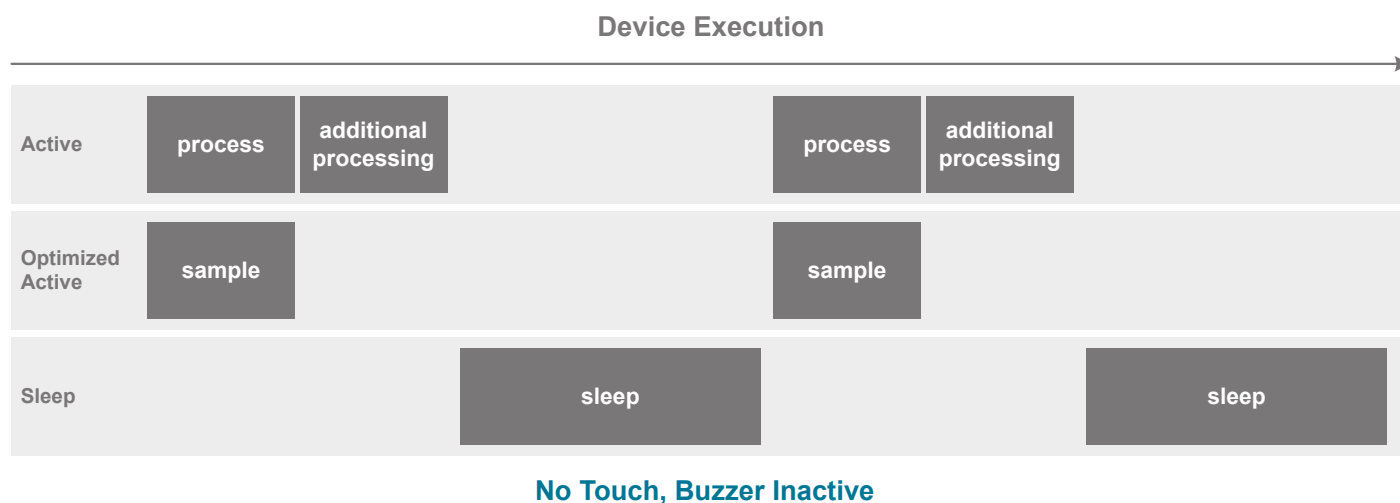 Device Execution
Active
process
additional
processing
process
additional
processing
Optimized
Active
sample
sample
Sleep
sleep
sleep
No Touch, Buzzer Inactive